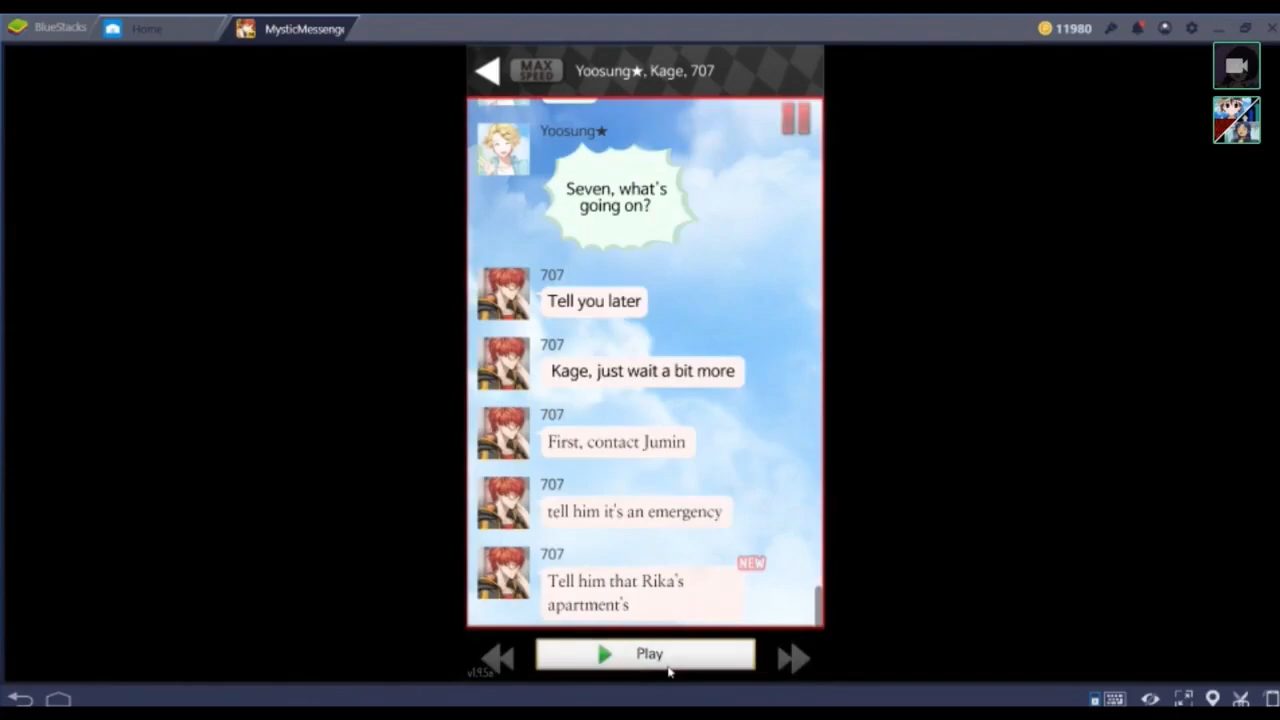 BlueStacks
Home
MysticMesseng
11980
MAX
SPEED
Yoosung★, Kage, 707
Yoosung★
Seven, what's
going on?
707
Tell you later
707
Kage, just wait a bit more
707
First, contact Jumin
707
tell him it's an emergency
707
NEW
Tell him that Rika's
apartment's
Play